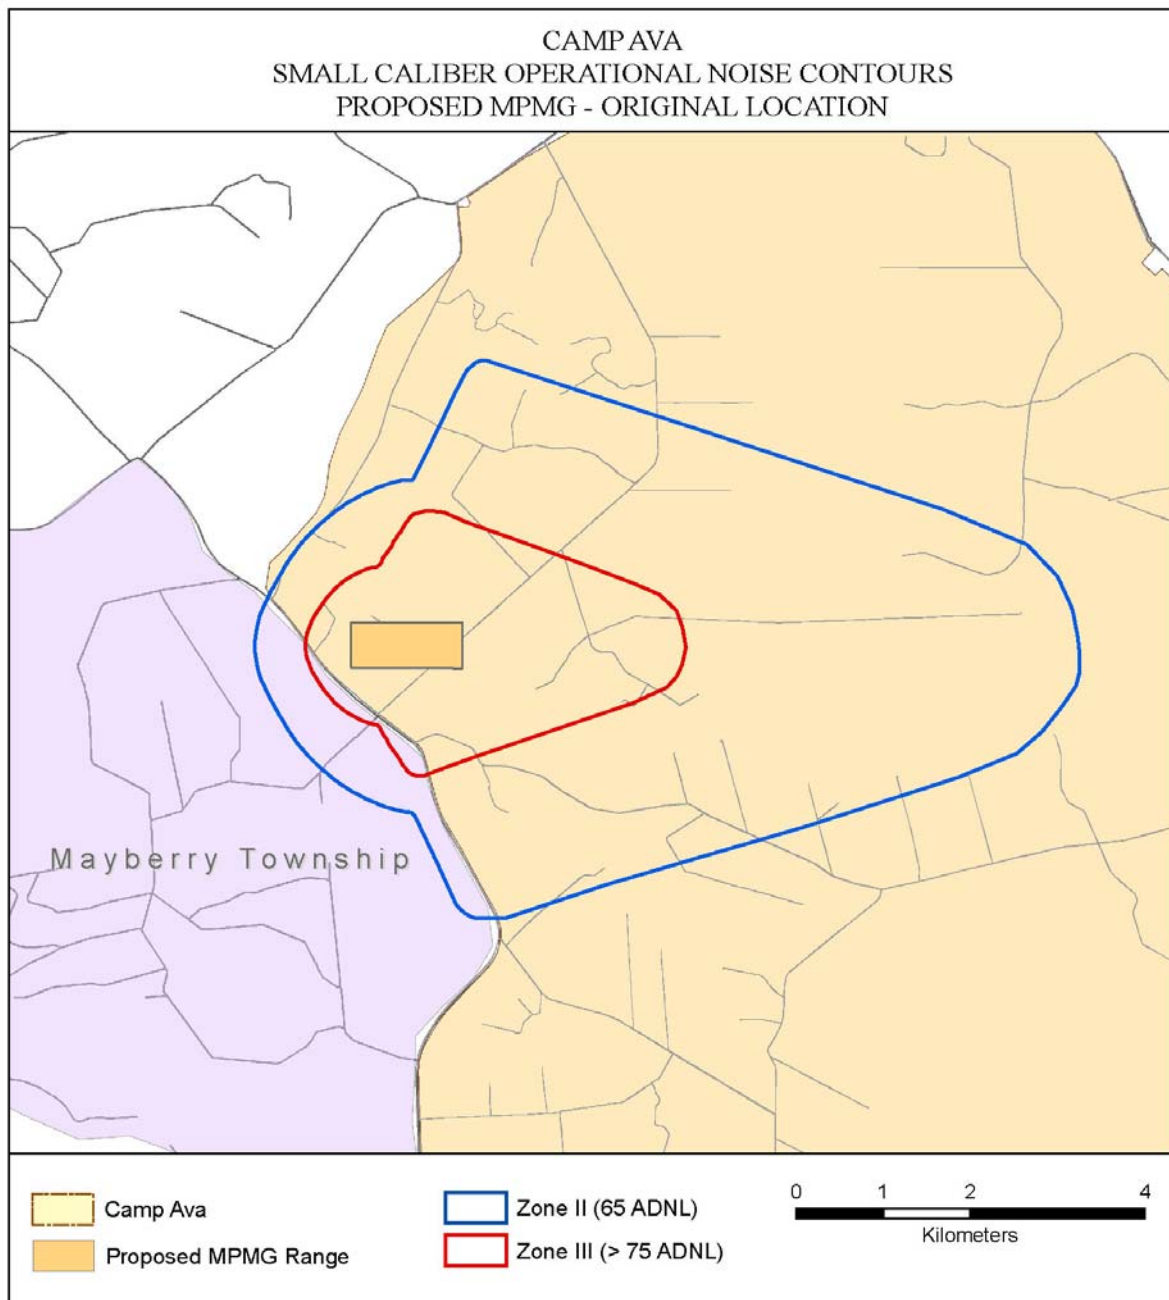 CAMP AVA
SMALL CALIBER OPERATIONAL NOISE CONTOURS
PROPOSED MPMG - ORIGINAL LOCATION
Mayberry Township
Camp Ava
Proposed MPMG Range
Zone II (65 ADNL)
Zone III (> 75 ADNL)
0 1 2 4
Kilometers